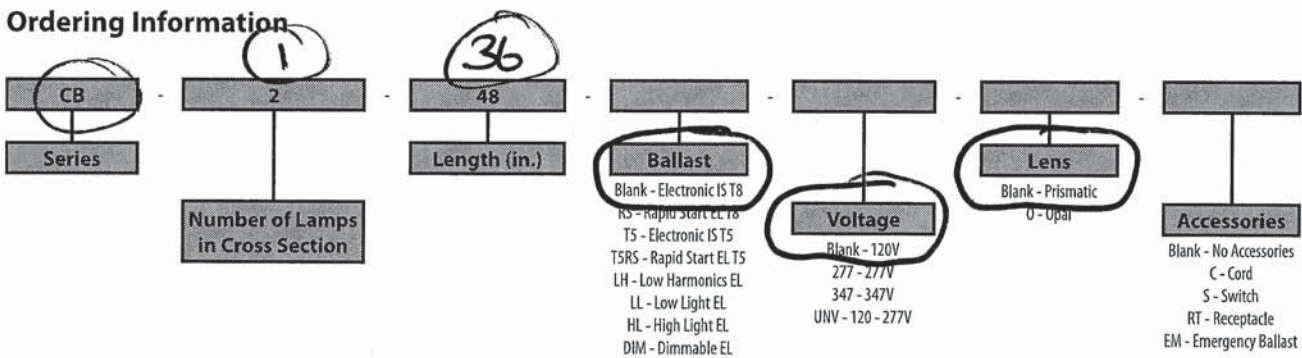 Ordering Information
1
36
CB - 2 - 48 - - - -
Series
Number of Lamps
in Cross Section
Length (in.)
Ballast
Blank - Electronic IS T8
RS - Rapid Start EL T8
T5 - Electronic IS T5
T5RS - Rapid Start EL T5
LH - Low Harmonics EL
LL - Low Light EL
HL - High Light EL
DIM - Dimmable EL
Voltage
Blank - 120V
277 - 277V
347 - 347V
UNV - 120 - 277V
Lens
Blank - Prismatic
O - Opal
Accessories
Blank - No Accessories
C - Cord
S - Switch
RT - Receptacle
EM - Emergency Ballast